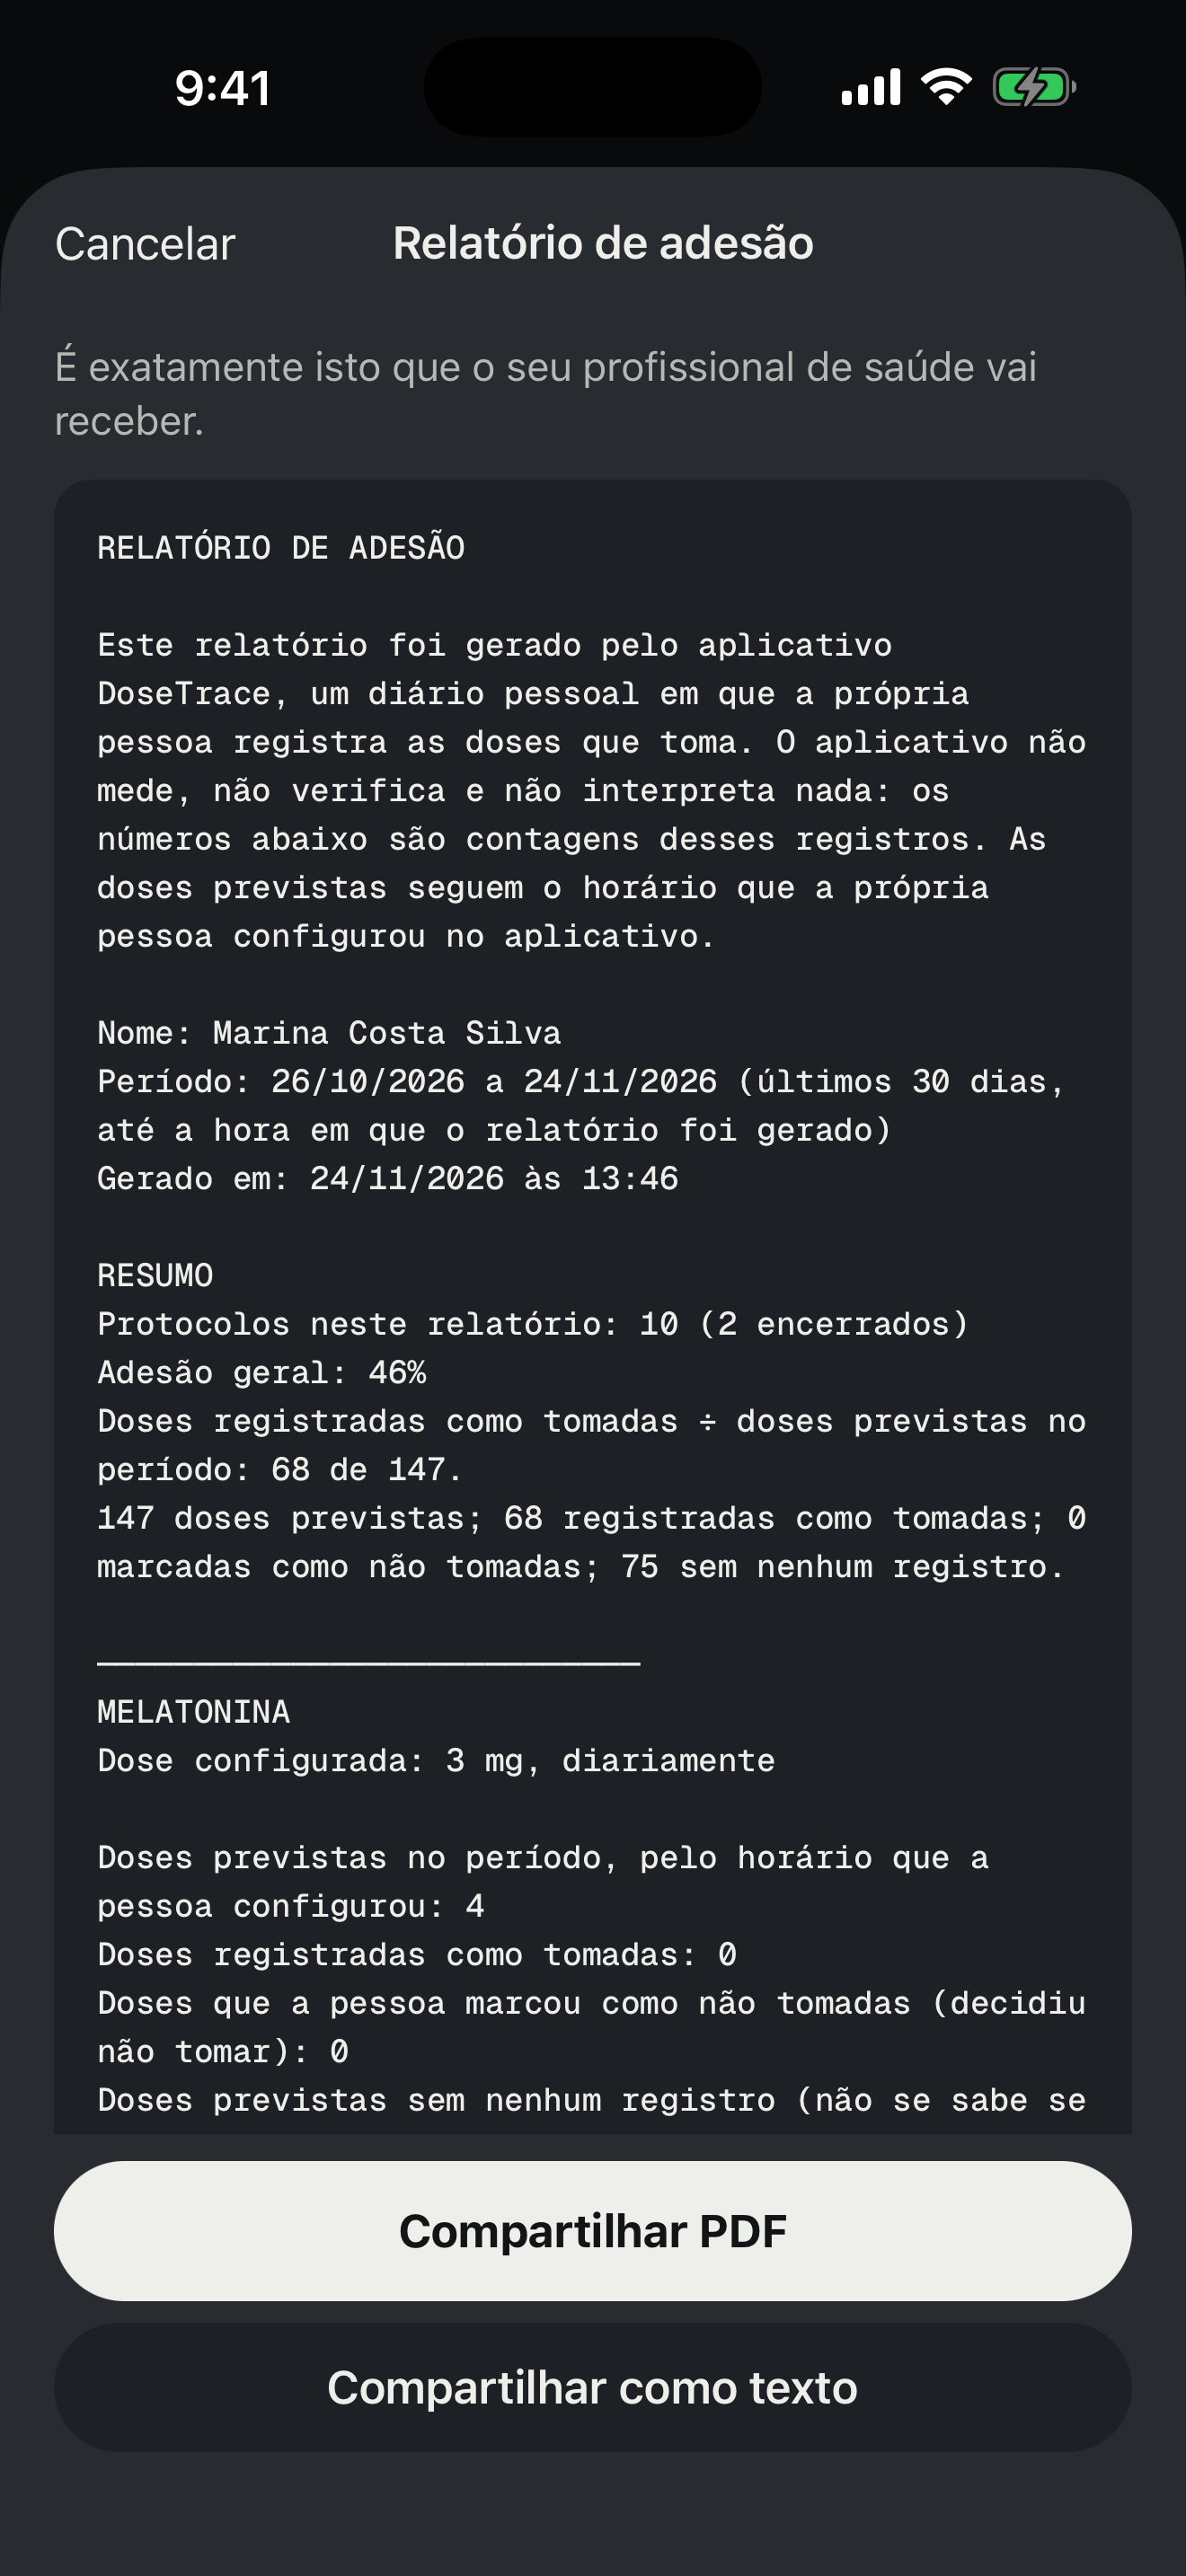 9:41
Cancelar
Relatório de adesão
É exatamente isto que o seu profissional de saúde vai
receber.
RELATÓRIO DE ADESÃO
Este relatório foi gerado pelo aplicativo
DoseTrace, um diário pessoal em que a própria
pessoa registra as doses que toma. O aplicativo não
mede, não verifica e não interpreta nada: os
números abaixo são contagens desses registros. As
doses previstas seguem o horário que a própria
pessoa configurou no aplicativo.
Nome: Marina Costa Silva
Período: 26/10/2026 a 24/11/2026 (últimos 30 dias,
até a hora em que o relatório foi gerado)
Gerado em: 24/11/2026 às 13:46
RESUMO
Protocolos neste relatório: 10 (2 encerrados)
Adesão geral: 46%
Doses registradas como tomadas ÷ doses previstas no
período: 68 de 147.
147 doses previstas; 68 registradas como tomadas; 0
marcadas como não tomadas; 75 sem nenhum registro.
MELATONINA
Dose configurada: 3 mg, diariamente
Doses previstas no período, pelo horário que a
pessoa configurou: 4
Doses registradas como tomadas: 0
Doses que a pessoa marcou como não tomadas (decidiu
não tomar): 0
Doses previstas sem nenhum registro (não se sabe se
Compartilhar PDF
Compartilhar como texto